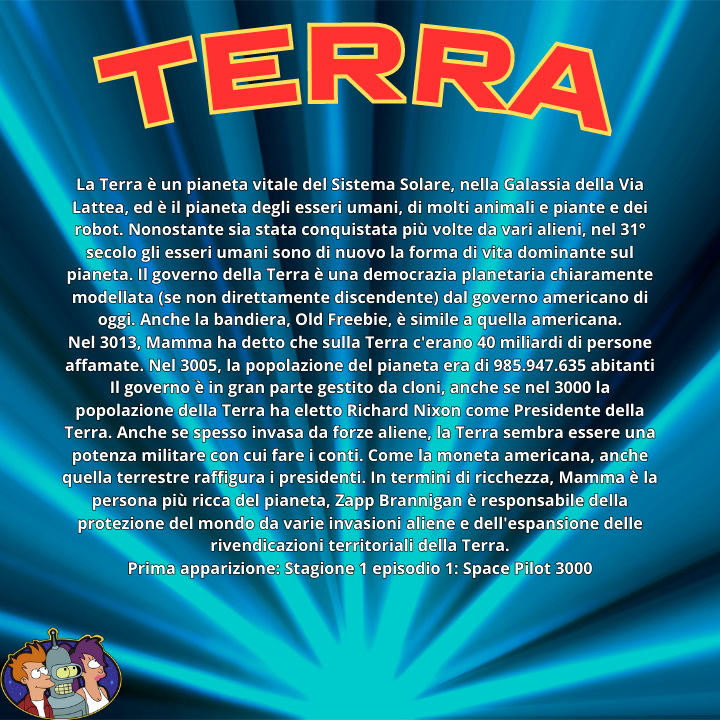 TERRA
La Terra è un pianeta vitale del Sistema Solare, nella Galassia della Via
Lattea, ed è il pianeta degli esseri umani, di molti animali e piante e dei
robot. Nonostante sia stata conquistata più volte da vari alieni, nel 31°
secolo gli esseri umani sono di nuovo la forma di vita dominante sul
pianeta. Il governo della Terra è una democrazia planetaria chiaramente
modellata (se non direttamente discendente) dal governo americano di
oggi. Anche la bandiera, Old Freebie, è simile a quella americana.
Nel 3013, Mamma ha detto che sulla Terra c'erano 40 miliardi di persone
affamate. Nel 3005, la popolazione del pianeta era di 985.947.635 abitanti
Il governo è in gran parte gestito da cloni, anche se nel 3000 la
popolazione della Terra ha eletto Richard Nixon come Presidente della
Terra. Anche se spesso invasa da forze aliene, la Terra sembra essere una
potenza militare con cui fare i conti. Come la moneta americana, anche
quella terrestre raffigura i presidenti. In termini di ricchezza, Mamma è la
persona più ricca del pianeta, Zapp Brannigan è responsabile della
protezione del mondo da varie invasioni aliene e dell'espansione delle
rivendicazioni territoriali della Terra.
Prima apparizione: Stagione 1 episodio 1: Space Pilot 3000